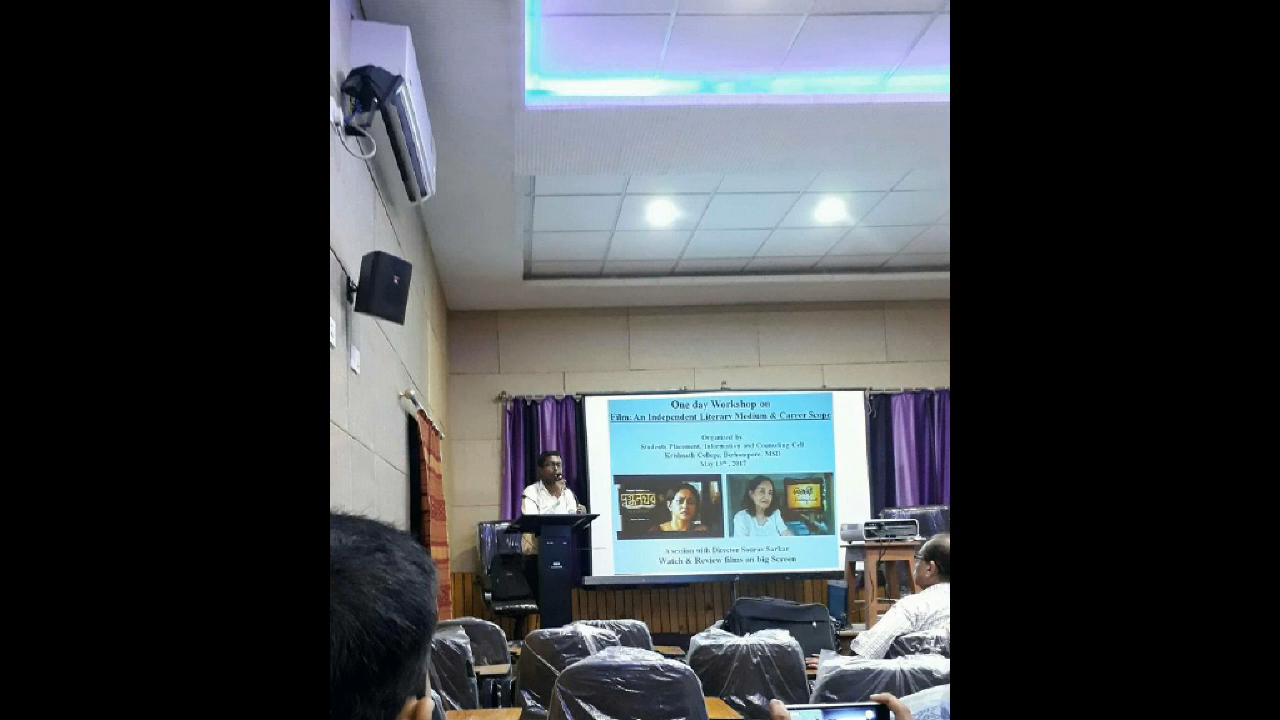 One day Workshop on
Film: An Independent Literary Medium & Career Scope
Organized by
Students Placement, Information and Counseling Cell
Krishnath College, Berhampore, MSD
May 13th, 2017
A session with Director Sourav Sarkar
Watch & Review films on big Screen